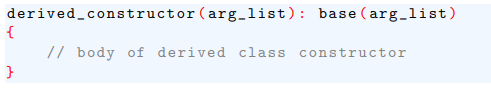 derived_constructor(arg_list): base(arg_list)
{
    // body of derived class constructor
}